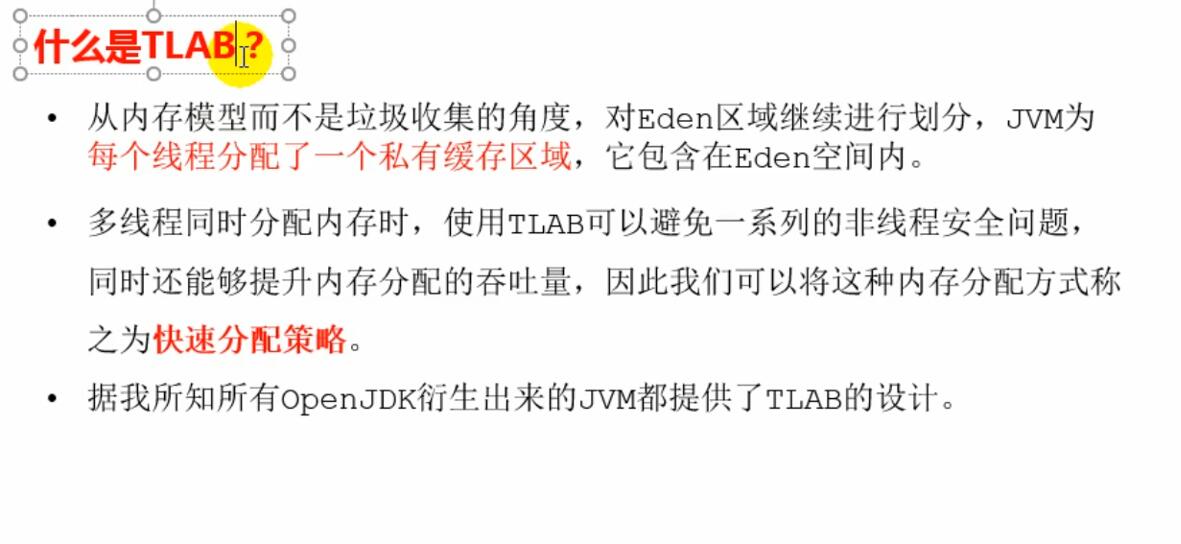 什么是TLAB？
• 从内存模型而不是垃圾收集的角度，对Eden区域继续进行划分，JVM为
每个线程分配了一个私有缓存区域，它包含在Eden空间内。
• 多线程同时分配内存时，使用TLAB可以避免一系列的非线程安全问题，
同时还能够提升内存分配的吞吐量，因此我们可以将这种内存分配方式称
之为快速分配策略。
• 据我所知所有OpenJDK衍生出来的JVM都提供了TLAB的设计。